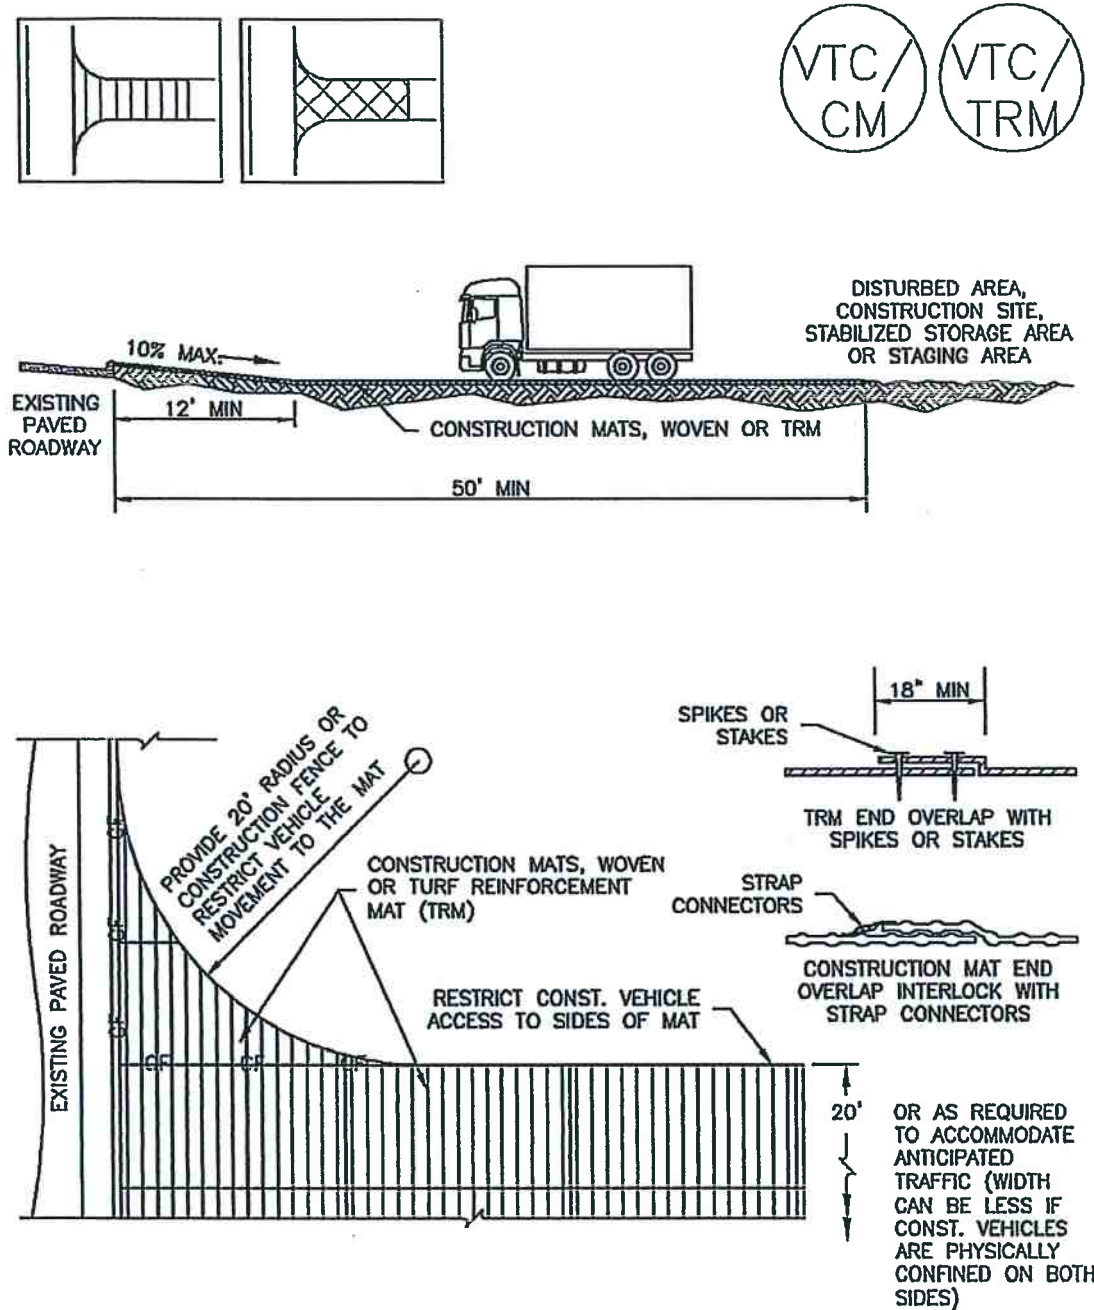 VTC/
CM
VTC/
TRM
DISTURBED AREA,
CONSTRUCTION SITE,
STABILIZED STORAGE AREA
OR STAGING AREA
10% MAX.
EXISTING
PAVED
ROADWAY
12' MIN
CONSTRUCTION MATS, WOVEN OR TRM
50' MIN
18" MIN
SPIKES OR
STAKES
TRM END OVERLAP WITH
SPIKES OR STAKES
PROVIDE 20' RADIUS OR
CONSTRUCTION FENCE TO
RESTRICT VEHICLE
MOVEMENT TO THE MAT
CONSTRUCTION MATS, WOVEN
OR TURF REINFORCEMENT
MAT (TRM)
STRAP
CONNECTORS
CONSTRUCTION MAT END
OVERLAP INTERLOCK WITH
STRAP CONNECTORS
EXISTING PAVED ROADWAY
CF
CF
CF
CF
CF
CF
RESTRICT CONST. VEHICLE
ACCESS TO SIDES OF MAT
20'
OR AS REQUIRED
TO ACCOMMODATE
ANTICIPATED
TRAFFIC (WIDTH
CAN BE LESS IF
CONST. VEHICLES
ARE PHYSICALLY
CONFINED ON BOTH
SIDES)